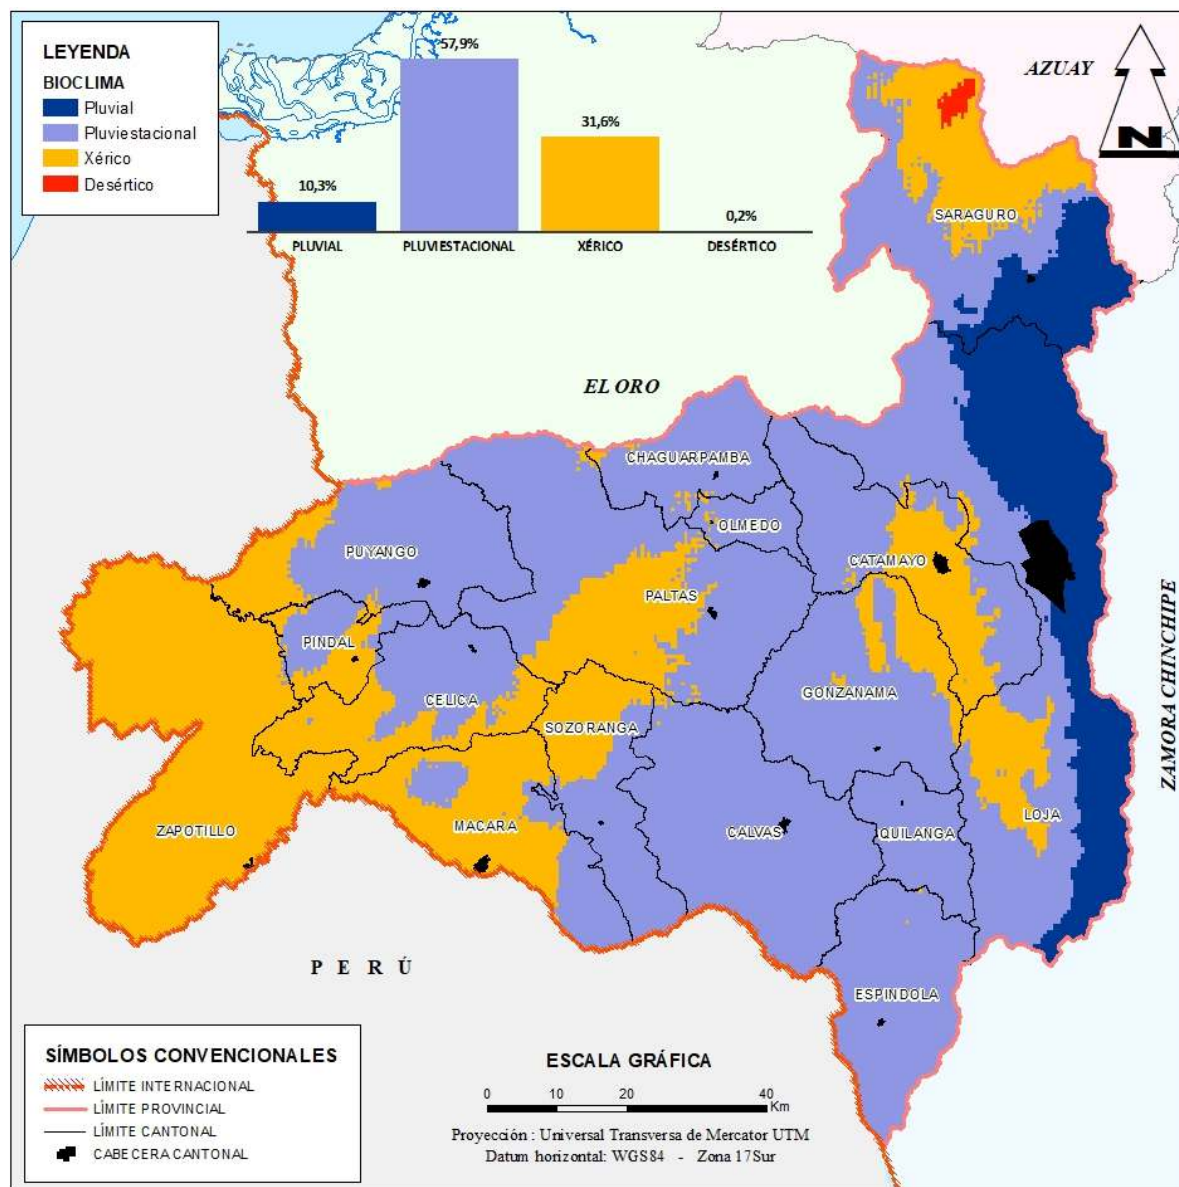 LEYENDA
BIOCLIMA
Pluvial
Pluviestacional
Xérico
Desértico
57,9%
31,6%
10,3%
0,2%
PLUVIAL
PLUVIESTACIONAL
XÉRICO
DESÉRTICO
AZUAY
N
SARAGURO
EL ORO
CHAGUARPAMBA
OLMEDO
PUYANGO
CATAMAYO
PALTAS
PINDAL
CELICA
GONZANAMA
SOZORANGA
ZAMORA CHINCHIPE
ZAPOTILLO
MACARA
CALVAS
QUILANGA
LOJA
PERÚ
ESPINDOLA
SÍMBOLOS CONVENCIONALES
LÍMITE INTERNACIONAL
LÍMITE PROVINCIAL
LÍMITE CANTONAL
CABECERA CANTONAL
ESCALA GRÁFICA
0 10 20 40
Km
Proyección : Universal Transversa de Mercator UTM
Datum horizontal: WGS84 - Zona 17Sur